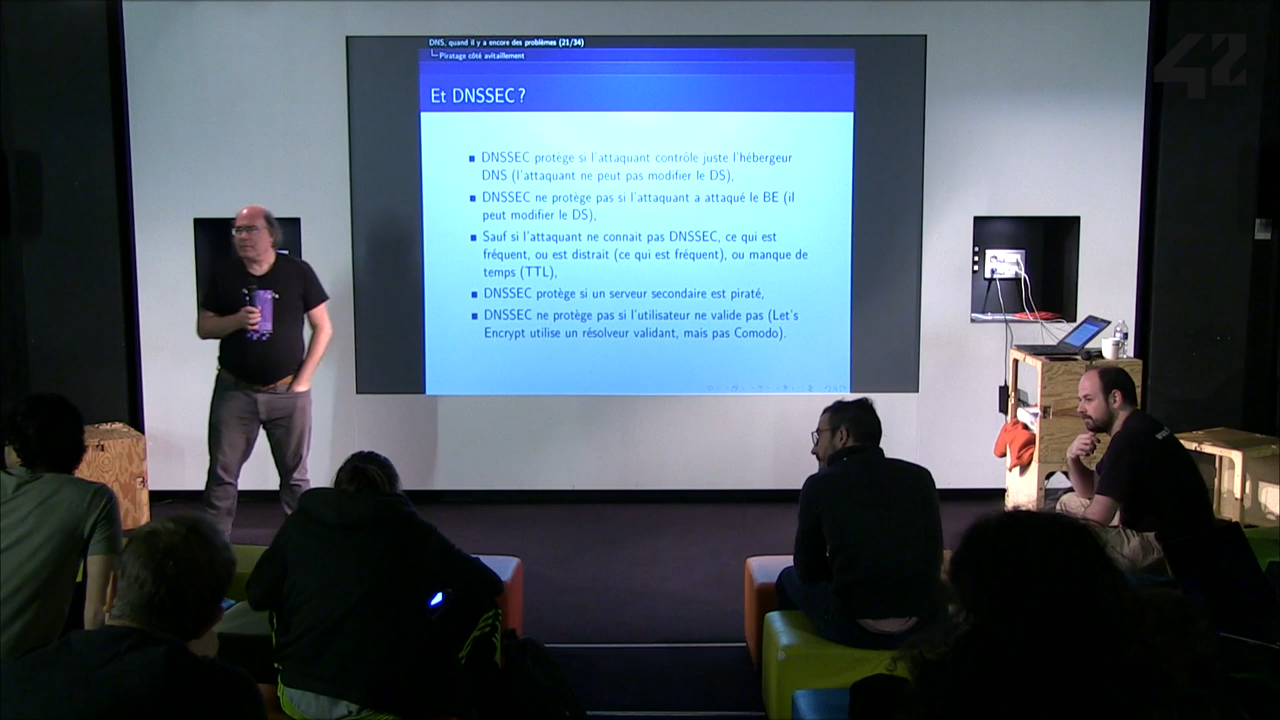 42
DNS, quand il y a encore des problèmes (21/34)
Piratage côté avitaillement
Et DNSSEC ?
DNSSEC protège si l'attaquant contrôle juste l'hébergeur
DNS (l'attaquant ne peut pas modifier le DS),
DNSSEC ne protège pas si l'attaquant a attaqué le BE (il
peut modifier le DS),
Sauf si l'attaquant ne connait pas DNSSEC, ce qui est
fréquent, ou est distrait (ce qui est fréquent), ou manque de
temps (TTL),
DNSSEC protège si un serveur secondaire est piraté,
DNSSEC ne protège pas si l'utilisateur ne valide pas (Let's
Encrypt utilise un résolveur validant, mais pas Comodo).